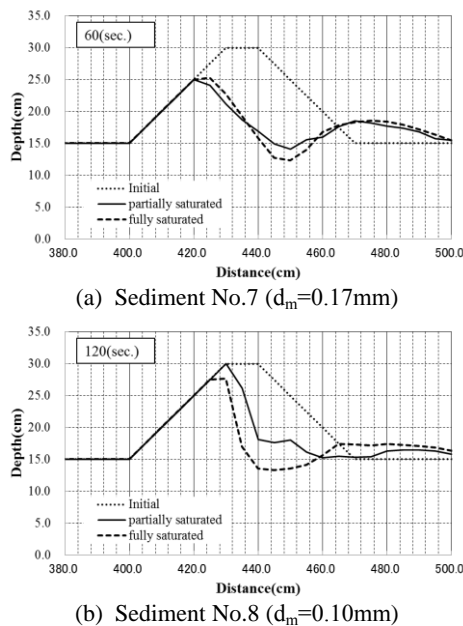 35.0
60(sec.)
30.0
25.0
20.0
15.0
10.0
5.0
0.0
Depth(cm)
Initial
partially saturated
fully saturated
380.0 400.0 420.0 440.0 460.0 480.0 500.0
Distance(cm)
(a) Sediment No.7 (dm=0.17mm)
35.0
120(sec.)
30.0
25.0
20.0
15.0
10.0
5.0
0.0
Depth(cm)
Initial
partially saturated
fully saturated
380.0 400.0 420.0 440.0 460.0 480.0 500.0
Distance(cm)
(b) Sediment No.8 (dm=0.10mm)